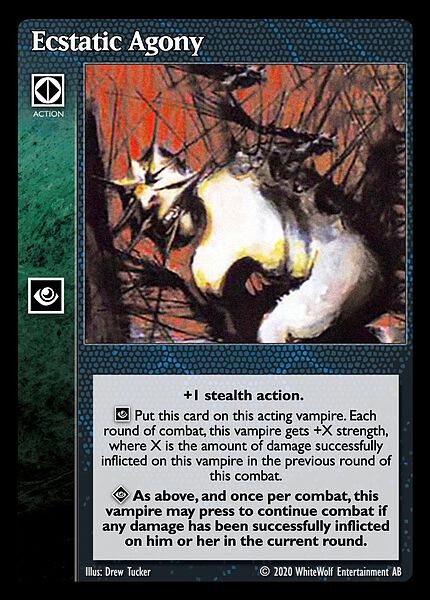 Ecstatic Agony
ACTION
+1 stealth action.
Put this card on this acting vampire. Each
round of combat, this vampire gets +X strength,
where X is the amount of damage successfully
inflicted on this vampire in the previous round of
this combat.
As above, and once per combat, this
vampire may press to continue combat if
any damage has been successfully inflicted
on him or her in the current round.
Illus: Drew Tucker © 2020 WhiteWolf Entertainment AB